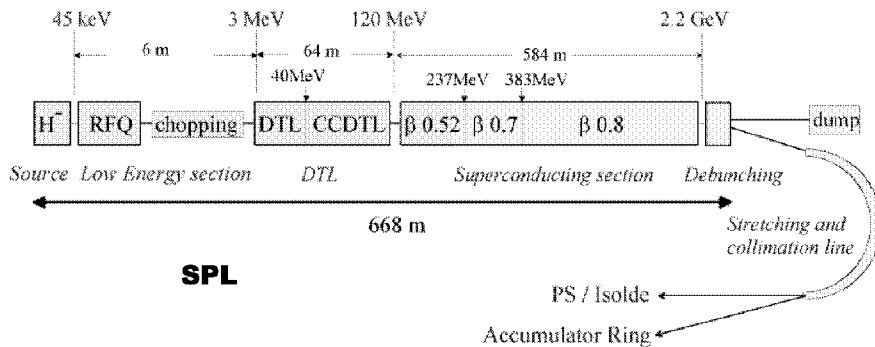 45 keV 3 MeV 120 MeV 2.2 GeV
6 m 64 m 584 m
40MeV 237MeV 383MeV
H⁻ RFQ chopping DTL CCDTL β 0.52 β 0.7 β 0.8 dump
Source Low Energy section DTL Superconducting section Debunching
668 m
Stretching and
collimation line
SPL
PS / Isolde
Accumulator Ring